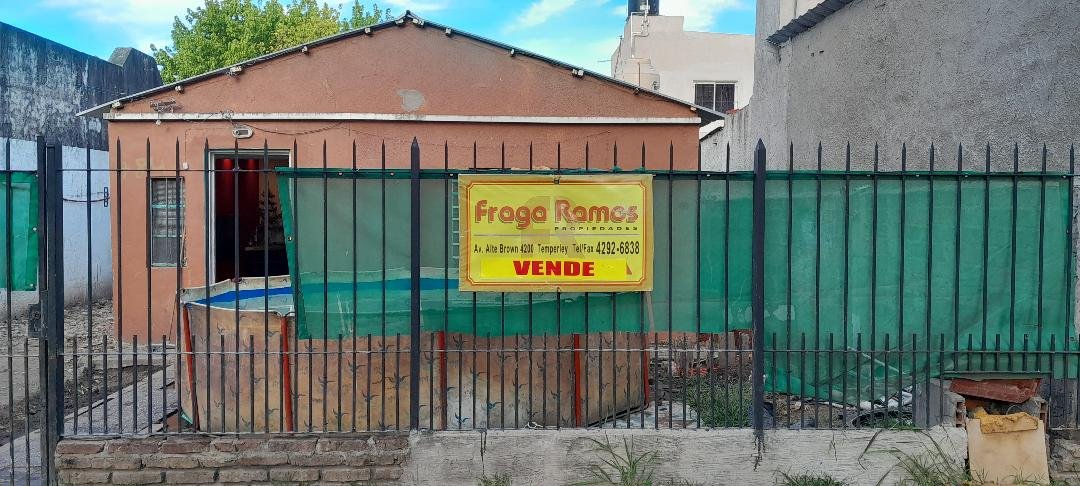 Fraga Ramos
PROPIEDADES
Av. Alte Brown 4200 Temperley Tel/Fax 4292-6838
VENDE